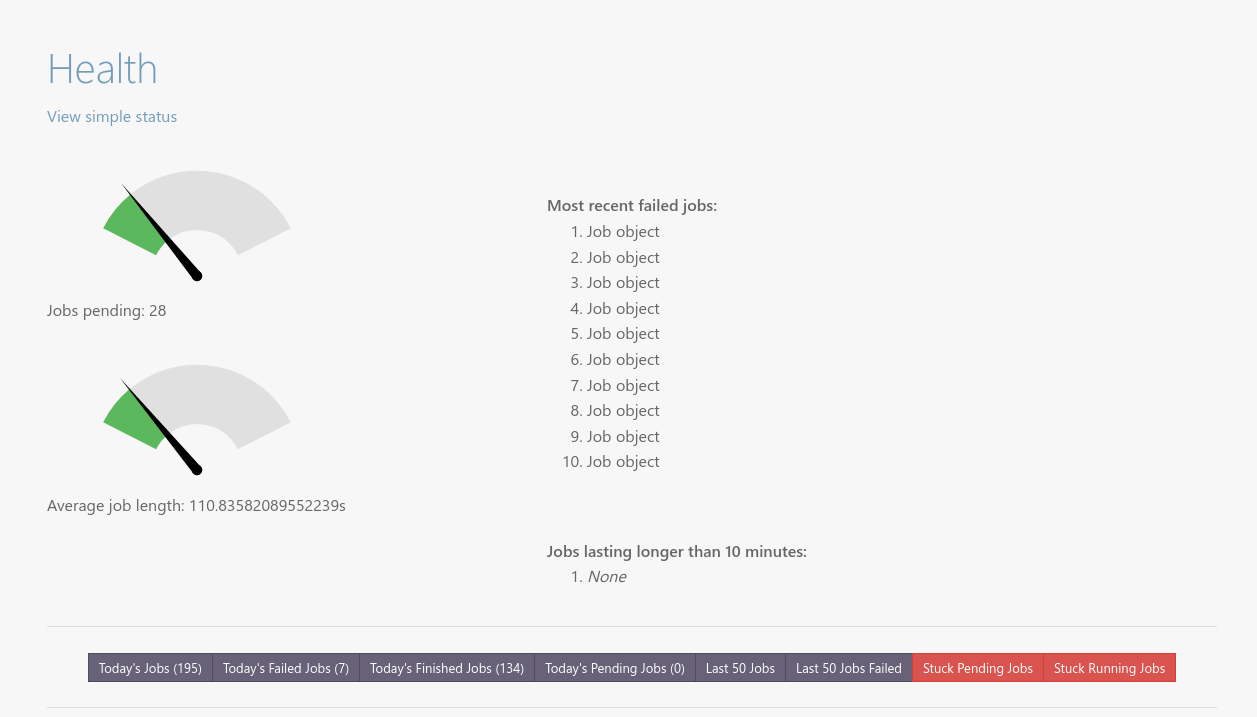 Health
View simple status
Jobs pending: 28
Average job length: 110.83582089552239s
Most recent failed jobs:
1. Job object
2. Job object
3. Job object
4. Job object
5. Job object
6. Job object
7. Job object
8. Job object
9. Job object
10. Job object
Jobs lasting longer than 10 minutes:
1. None
Today's Jobs (195) Today's Failed Jobs (7) Today's Finished Jobs (134) Today's Pending Jobs (0) Last 50 Jobs Last 50 Jobs Failed Stuck Pending Jobs Stuck Running Jobs